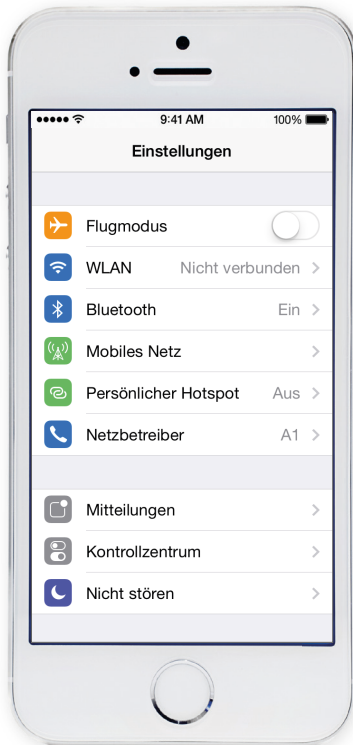 9:41 AM 100%
Einstellungen
Flugmodus
WLAN Nicht verbunden
Bluetooth Ein
Mobiles Netz
Persönlicher Hotspot Aus
Netzbetreiber A1
Mitteilungen
Kontrollzentrum
Nicht stören